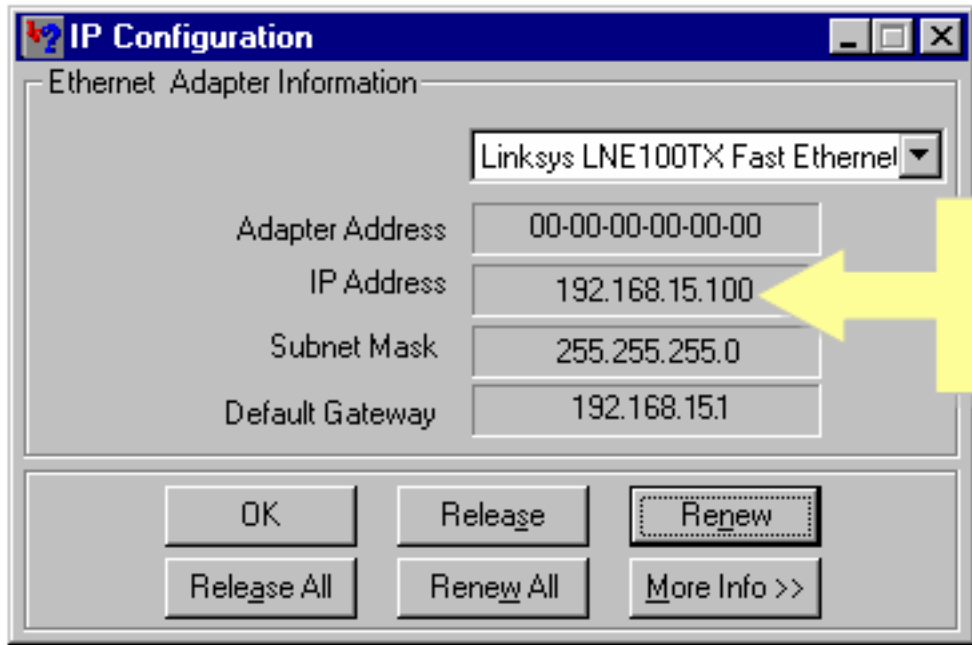 IP Configuration
Ethernet Adapter Information
Linksys LNE100TX Fast Ethernet
Adapter Address 00-00-00-00-00-00
IP Address 192.168.15.100
Subnet Mask 255.255.255.0
Default Gateway 192.168.15.1
OK Release Renew
Release All Renew All More Info >>